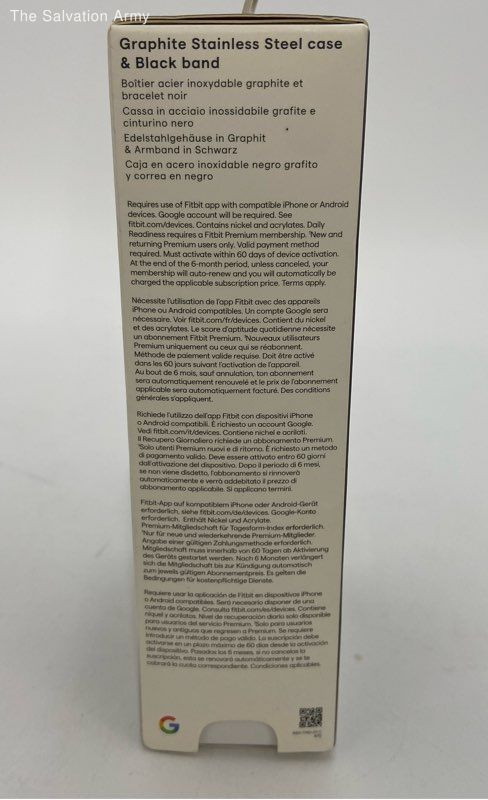 The Salvation Army
Graphite Stainless Steel case
& Black band
Boîtier acier inoxydable graphite et
bracelet noir
Cassa in acciaio inossidabile grafite e
cinturino nero
Edelstahlgehäuse in Graphit
& Armband in Schwarz
Caja en acero inoxidable negro grafito
y correa en negro
Requires use of Fitbit app with compatible iPhone or Android
devices. Google account will be required. See
fitbit.com/devices. Contains nickel and acrylates. Daily
Readiness requires a Fitbit Premium membership. ¹New and
returning Premium users only. Valid payment method
required. Must activate within 60 days of device activation.
At the end of the 6-month period, unless canceled, your
membership will auto-renew and you will automatically be
charged the applicable subscription price. Terms apply.
Nécessite l'utilisation de l'app Fitbit avec des appareils
iPhone ou Android compatibles. Un compte Google sera
nécessaire. Voir fitbit.com/fr/devices. Contient du nickel
et des acrylates. Le score d'aptitude quotidienne nécessite
un abonnement Fitbit Premium. ¹Nouveaux utilisateurs
Premium uniquement ou ceux qui se réabonnent.
Méthode de paiement valide requise. Doit être activé
dans les 60 jours suivant l'activation de l'appareil.
Au bout de 6 mois, sauf annulation, ton abonnement
sera automatiquement renouvelé et le prix de l'abonnement
applicable sera automatiquement facturé. Des conditions
générales s'appliquent.
Richiede l'utilizzo dell'app Fitbit con dispositivi iPhone
o Android compatibili. È richiesto un account Google.
Vedi fitbit.com/it/devices. Contiene nichel e acrilati.
Il Recupero Giornaliero richiede un abbonamento Premium.
¹Solo utenti Premium nuovi e di ritorno. È richiesto un metodo
di pagamento valido. Deve essere attivato entro 60 giorni
dall'attivazione del dispositivo. Dopo il periodo di 6 mesi,
se non viene disdetto, l'abbonamento si rinnoverà
automaticamente e verrà addebitato il prezzo di
abbonamento applicabile. Si applicano termini.
Fitbit-App auf kompatiblem iPhone oder Android-Gerät
erforderlich, siehe fitbit.com/de/devices. Google-Konto
erforderlich. Enthält Nickel und Acrylate.
Premium-Mitgliedschaft für Tagesform-Index erforderlich.
¹Nur für neue und wiederkehrende Premium-Mitglieder.
Angabe einer gültigen Zahlungsmethode erforderlich.
Mitgliedschaft muss innerhalb von 60 Tagen ab Aktivierung
des Geräts gestartet werden. Nach 6 Monaten verlängert
sich die Mitgliedschaft bis zur Kündigung automatisch
zum jeweils gültigen Abonnementpreis. Es gelten die
Bedingungen für kostenpflichtige Dienste.
Requiere usar la aplicación de Fitbit en dispositivos iPhone
o Android compatibles. Será necesario disponer de una
cuenta de Google. Consulta fitbit.com/es/devices. Contiene
níquel y acrilatos. Nivel de recuperación diario solo disponible
para usuarios del servicio Premium. ¹Solo para usuarios
nuevos y antiguos que regresen a Premium. Se requiere
introducir un método de pago válido. La suscripción debe
activarse en un plazo máximo de 60 días desde la activación
del dispositivo. Pasados los 6 meses, si no cancelas la
suscripción, esta se renovará automáticamente y se te
cobrará la cuota correspondiente. Condiciones aplicables.